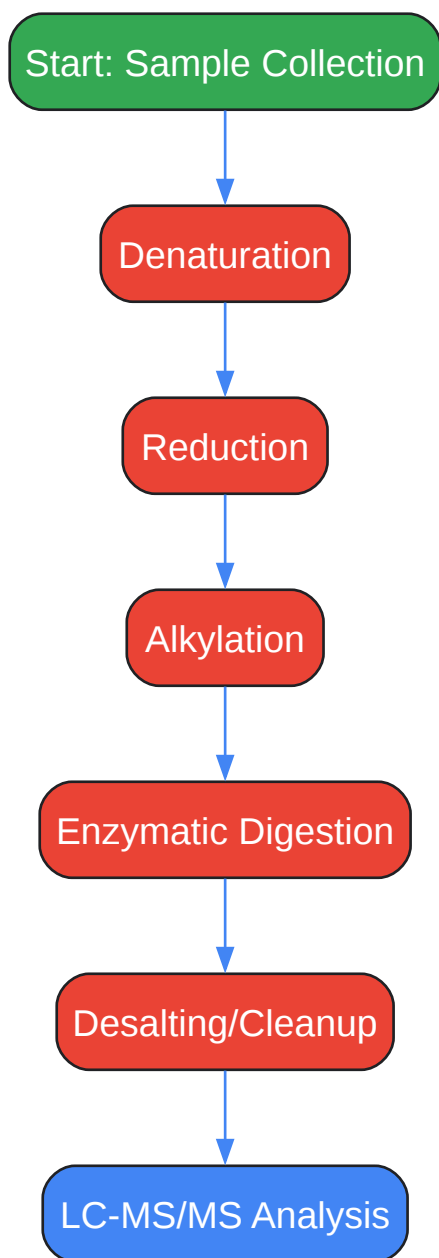 Start: Sample Collection
Denaturation
Reduction
Alkylation
Enzymatic Digestion
Desalting/Cleanup
LC-MS/MS Analysis